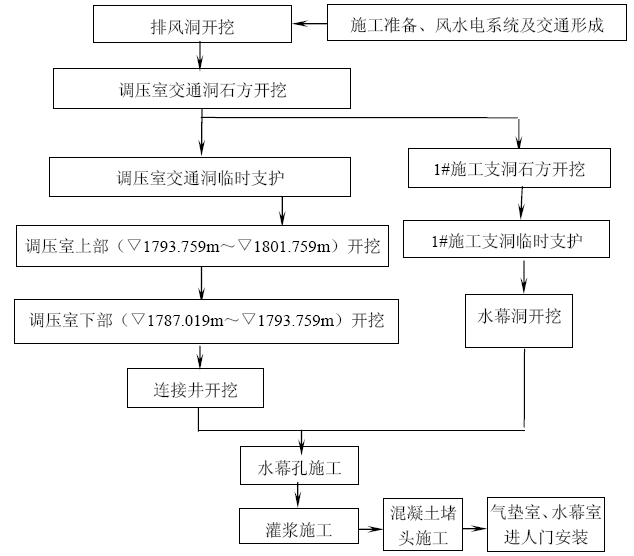 排风洞开挖
施工准备、风水电系统及交通形成
调压室交通洞石方开挖
调压室交通洞临时支护
1#施工支洞石方开挖
调压室上部（▽1793.759m～▽1801.759m）开挖
1#施工支洞临时支护
调压室下部（▽1787.019m～▽1793.759m）开挖
水幕洞开挖
连接井开挖
水幕孔施工
灌浆施工
混凝土堵
头施工
气垫室、水幕室
进人门安装